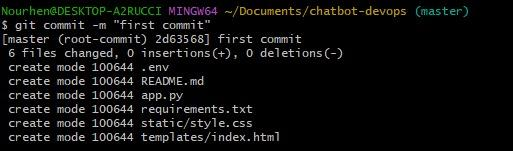 Nourhen@DESKTOP-A2RUCCI MINGW64 ~/Documents/chatbot-devops (master)
$ git commit -m "first commit"
[master (root-commit) 2d63568] first commit
 6 files changed, 0 insertions(+), 0 deletions(-)
 create mode 100644 .env
 create mode 100644 README.md
 create mode 100644 app.py
 create mode 100644 requirements.txt
 create mode 100644 static/style.css
 create mode 100644 templates/index.html